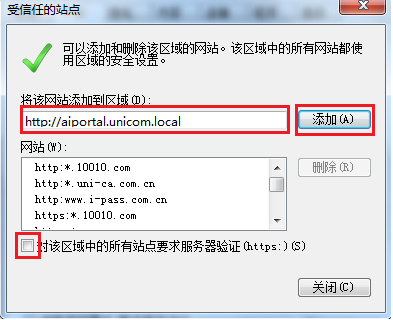 受信任的站点
可以添加和删除该区域的网站。该区域中的所有网站都使
用区域的安全设置。
将该网站添加到区域(D):
http://aiportal.unicom.local
添加(A)
网站(W):
http:*.10010.com
http:*.uni-ca.com.cn
http:www.i-pass.com.cn
https:*.10010.com
删除(R)
对该区域中的所有站点要求服务器验证(https:)(S)
关闭(C)